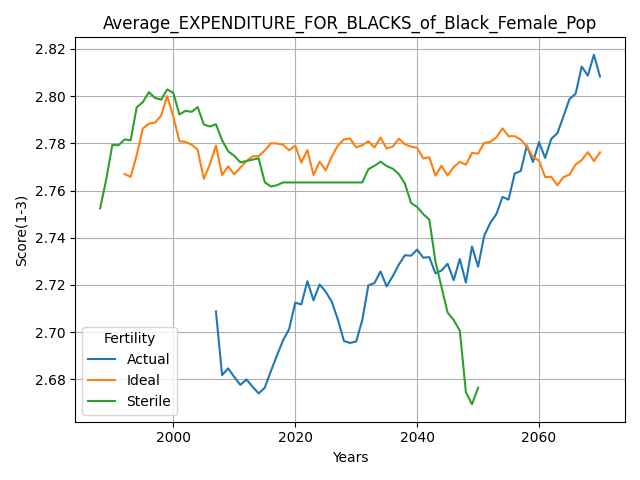 Average_EXPENDITURE_FOR_BLACKS_of_Black_Female_Pop
2.82
2.80
2.78
2.76
2.74
2.72
2.70
2.68
Score(1-3)
Fertility
Actual
Ideal
Sterile
2000
2020
2040
2060
Years